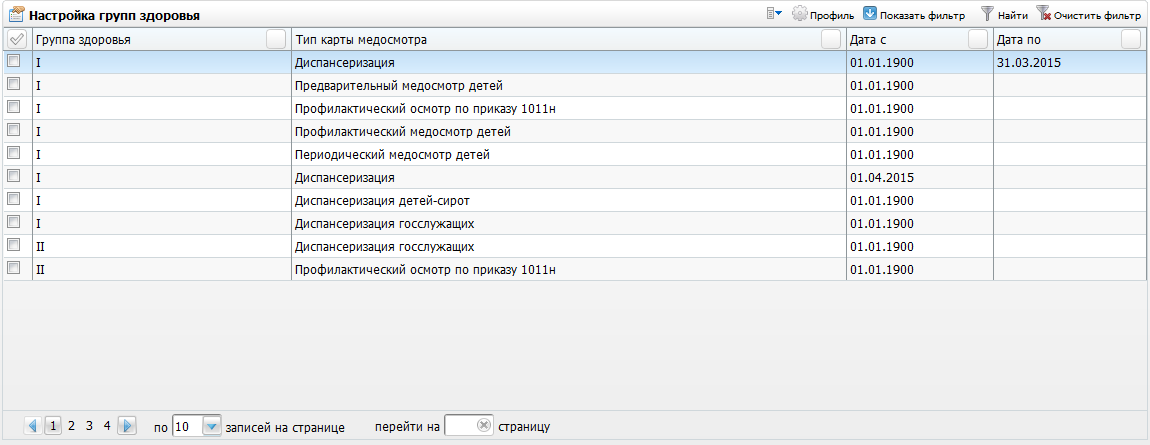 Настройка групп здоровья Профиль Показать фильтр Найти Очистить фильтр
Группа здоровья Тип карты медосмотра Дата с Дата по
I Диспансеризация 01.01.1900 31.03.2015
I Предварительный медосмотр детей 01.01.1900
I Профилактический осмотр по приказу 1011н 01.01.1900
I Профилактический медосмотр детей 01.01.1900
I Периодический медосмотр детей 01.01.1900
I Диспансеризация 01.04.2015
I Диспансеризация детей-сирот 01.01.1900
I Диспансеризация госслужащих 01.01.1900
II Диспансеризация госслужащих 01.01.1900
II Профилактический осмотр по приказу 1011н 01.01.1900
1 2 3 4 по 10 записей на странице перейти на страницу